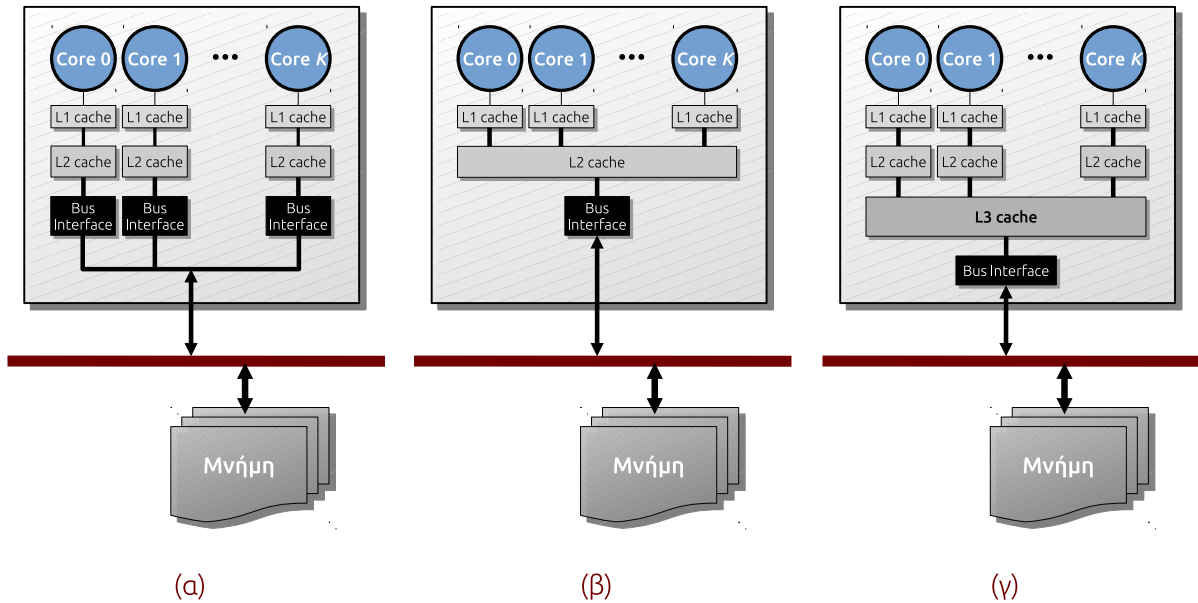 Core 0 Core 1 ••• Core K
L1 cache L1 cache L1 cache
L2 cache L2 cache L2 cache
Bus Interface Bus Interface Bus Interface
Μνήμη
(α)
Core 0 Core 1 ••• Core K
L1 cache L1 cache L1 cache
L2 cache
Bus
Interface
Μνήμη
(β)
Core 0 Core 1 ••• Core K
L1 cache L1 cache L1 cache
L2 cache L2 cache L2 cache
L3 cache
Bus Interface
Μνήμη
(γ)